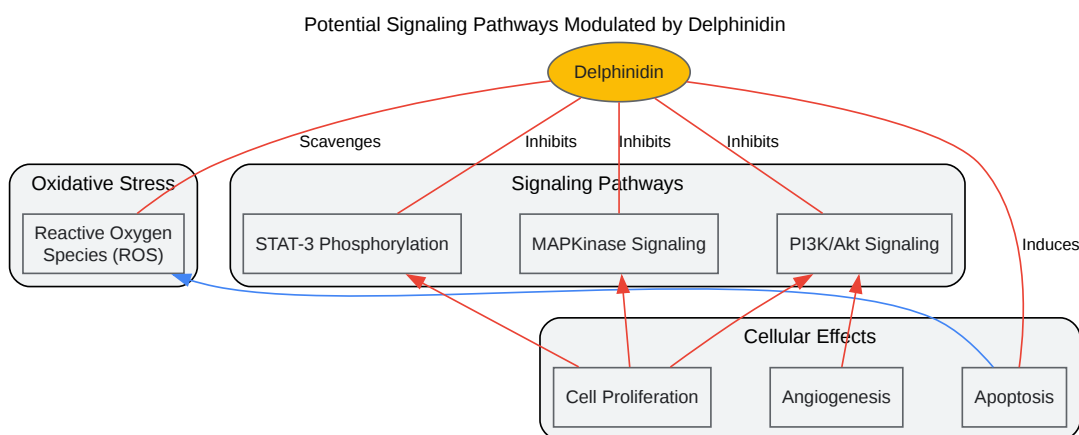 Potential Signaling Pathways Modulated by Delphinidin
Delphinidin
Scavenges
Inhibits
Inhibits
Inhibits
Oxidative Stress
Signaling Pathways
Reactive Oxygen
Species (ROS)
STAT-3 Phosphorylation
MAPKinase Signaling
PI3K/Akt Signaling
Induces
Cellular Effects
Cell Proliferation
Angiogenesis
Apoptosis